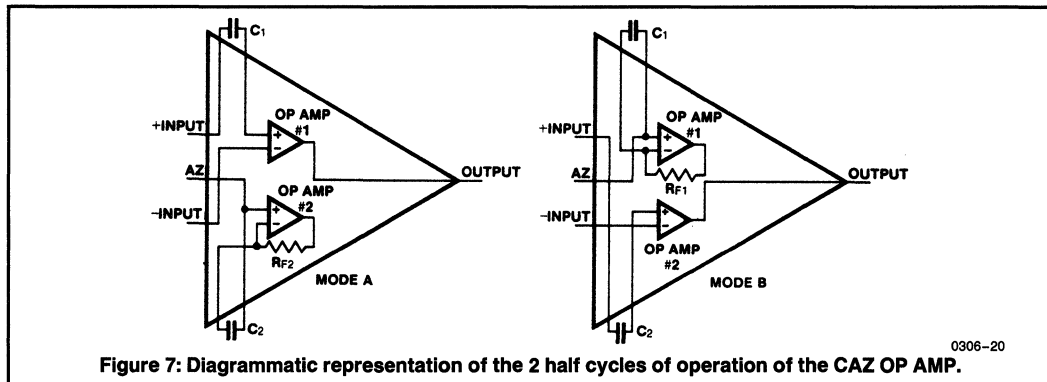 C1
OP AMP
#1
+INPUT
AZ
OP AMP
#2
-INPUT
RF2
OUTPUT
MODE A
C2
C1
OP AMP
#1
+INPUT
AZ
RF1
-INPUT
OP AMP
#2
OUTPUT
MODE B
C2
0306-20
Figure 7: Diagrammatic representation of the 2 half cycles of operation of the CAZ OP AMP.